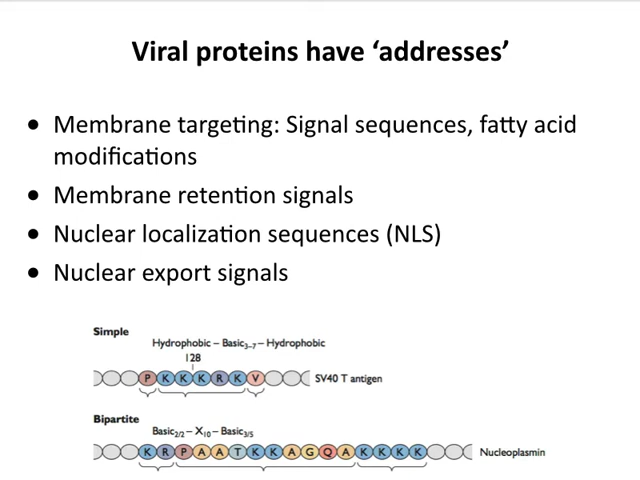 Viral proteins have ‘addresses’
• Membrane targeting: Signal sequences, fatty acid
modifications
• Membrane retention signals
• Nuclear localization sequences (NLS)
• Nuclear export signals
Simple
Hydrophobic – Basic3–7 – Hydrophobic
128
P K K K R K V SV40 T antigen
Bipartite
Basic2/2 – X10 – Basic3/5
K R P A A T K K A G Q A K K K K Nucleoplasmin